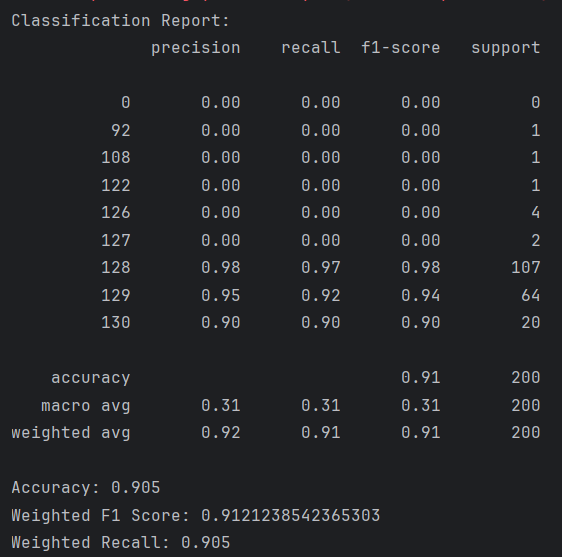 Classification Report:
precision recall f1-score support
0 0.00 0.00 0.00 0
92 0.00 0.00 0.00 1
108 0.00 0.00 0.00 1
122 0.00 0.00 0.00 1
126 0.00 0.00 0.00 4
127 0.00 0.00 0.00 2
128 0.98 0.97 0.98 107
129 0.95 0.92 0.94 64
130 0.90 0.90 0.90 20
accuracy 0.91 200
macro avg 0.31 0.31 0.31 200
weighted avg 0.92 0.91 0.91 200
Accuracy: 0.905
Weighted F1 Score: 0.9121238542365303
Weighted Recall: 0.905